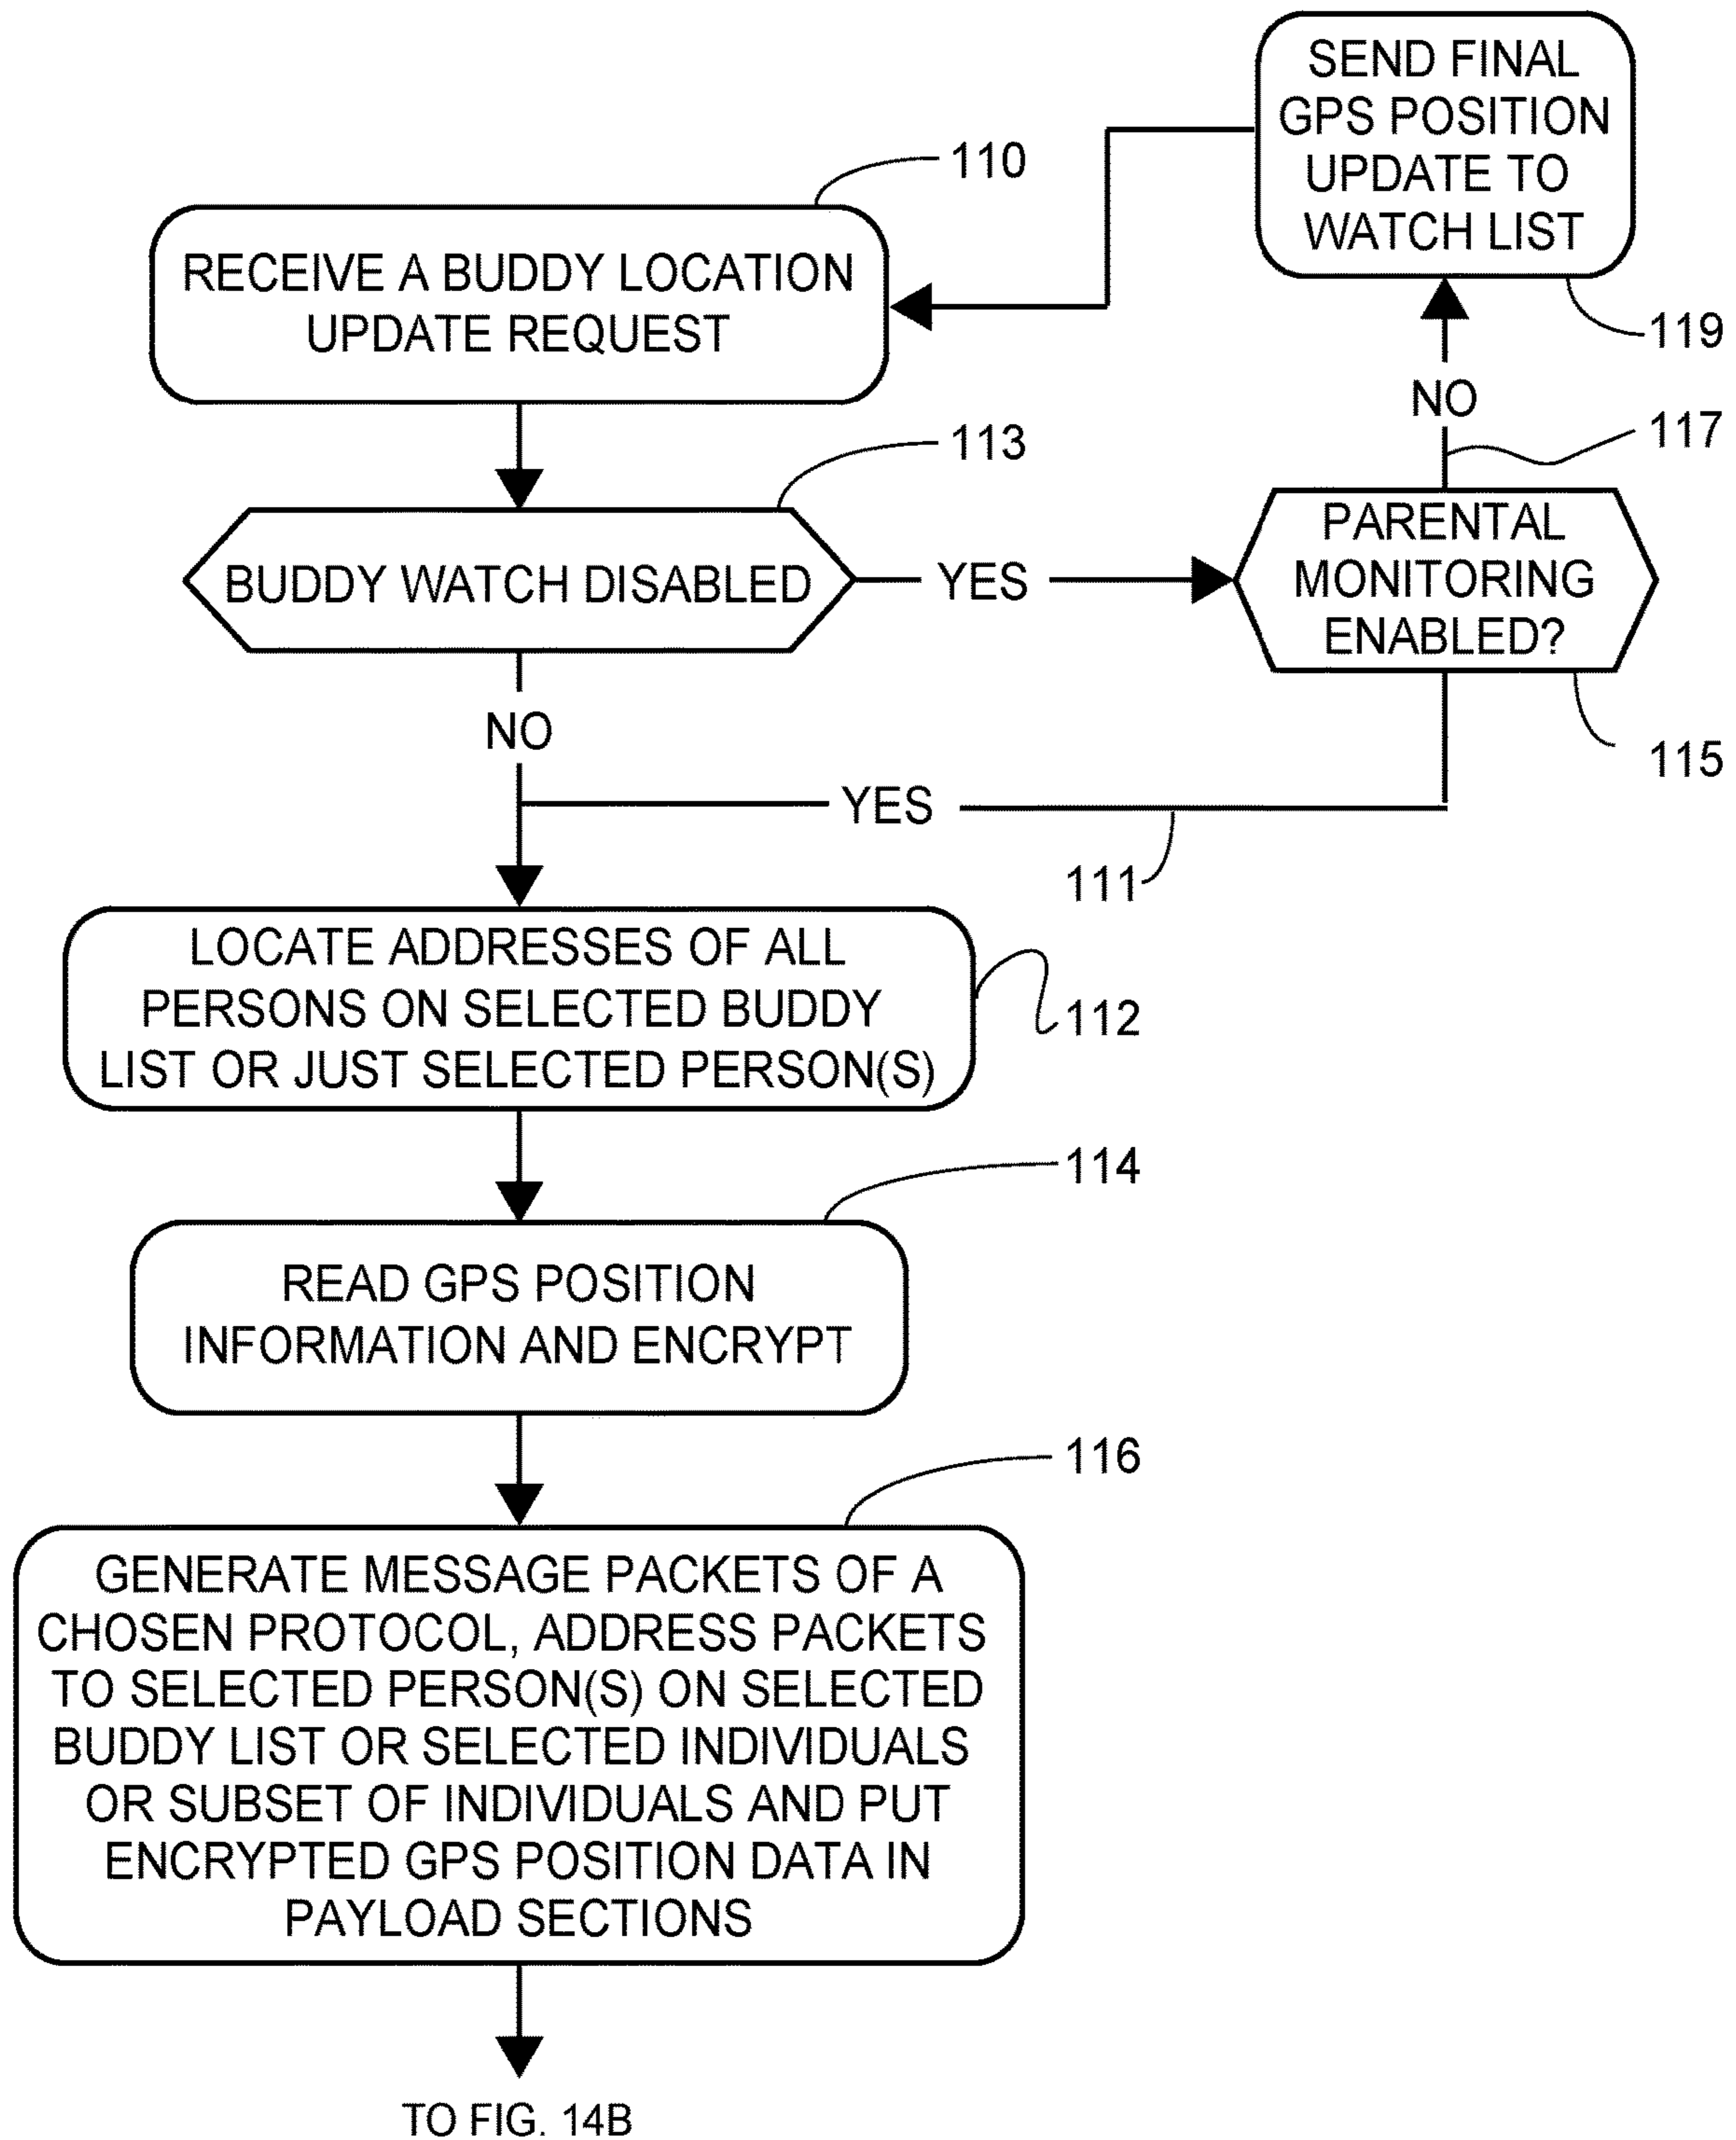 SEND FINAL
GPS POSITION
UPDATE TO
WATCH LIST
119
110
RECEIVE A BUDDY LOCATION
UPDATE REQUEST
NO
117
113
BUDDY WATCH DISABLED
YES
PARENTAL
MONITORING
ENABLED?
115
NO
YES
111
LOCATE ADDRESSES OF ALL
PERSONS ON SELECTED BUDDY
LIST OR JUST SELECTED PERSON(S)
112
114
READ GPS POSITION
INFORMATION AND ENCRYPT
116
GENERATE MESSAGE PACKETS OF A
CHOSEN PROTOCOL, ADDRESS PACKETS
TO SELECTED PERSON(S) ON SELECTED
BUDDY LIST OR SELECTED INDIVIDUALS
OR SUBSET OF INDIVIDUALS AND PUT
ENCRYPTED GPS POSITION DATA IN
PAYLOAD SECTIONS
TO FIG. 14B